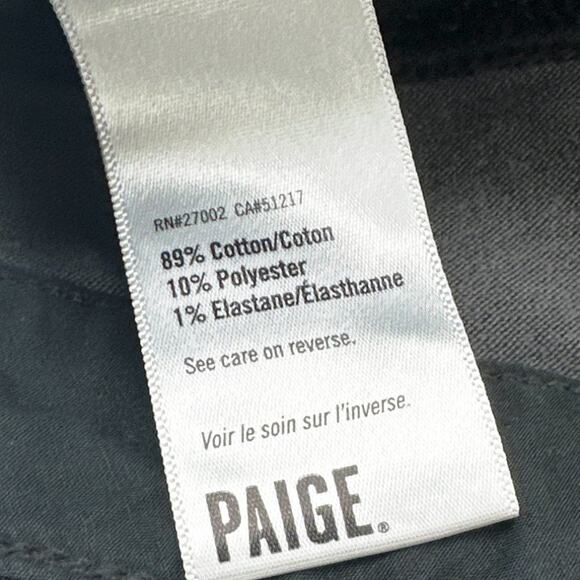 RN#27002 CA#51217
89% Cotton/Coton
10% Polyester
1% Elastane/Élasthanne
See care on reverse.
Voir le soin sur l'inverse.
PAIGE®